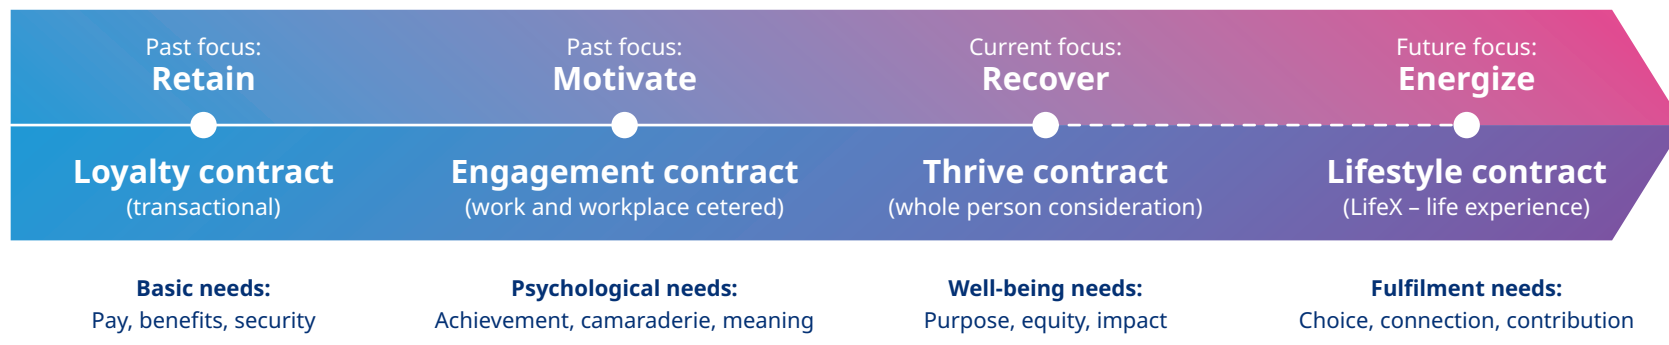 Past focus:
Retain
Past focus:
Motivate
Current focus:
Recover
Future focus:
Energize
Loyalty contract
(transactional)
Engagement contract
(work and workplace cetered)
Thrive contract
(whole person consideration)
Lifestyle contract
(LifeX – life experience)
Basic needs:
Pay, benefits, security
Psychological needs:
Achievement, camaraderie, meaning
Well-being needs:
Purpose, equity, impact
Fulfilment needs:
Choice, connection, contribution